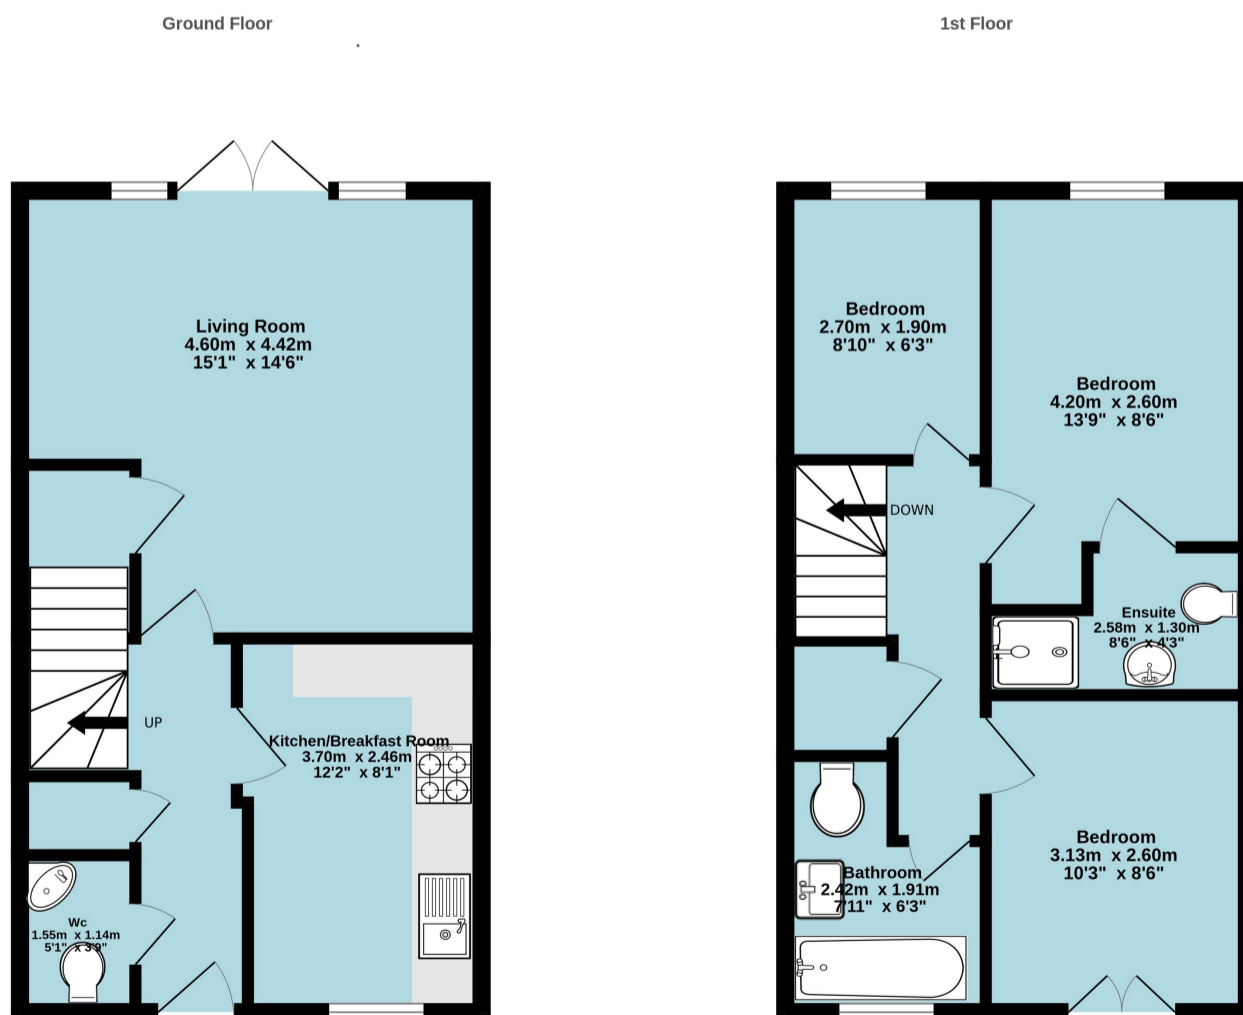 Ground Floor
1st Floor
Living Room
4.60m x 4.42m
15'1" x 14'6"
UP
Kitchen/Breakfast Room
3.70m x 2.46m
12'2" x 8'1"
Wc
1.55m x 1.14m
5'1" x 3'9"
Bedroom
2.70m x 1.90m
8'10" x 6'3"
Bedroom
4.20m x 2.60m
13'9" x 8'6"
DOWN
Ensuite
2.58m x 1.30m
8'6" x 4'3"
Bedroom
3.13m x 2.60m
10'3" x 8'6"
Bathroom
2.42m x 1.91m
7'11" x 6'3"